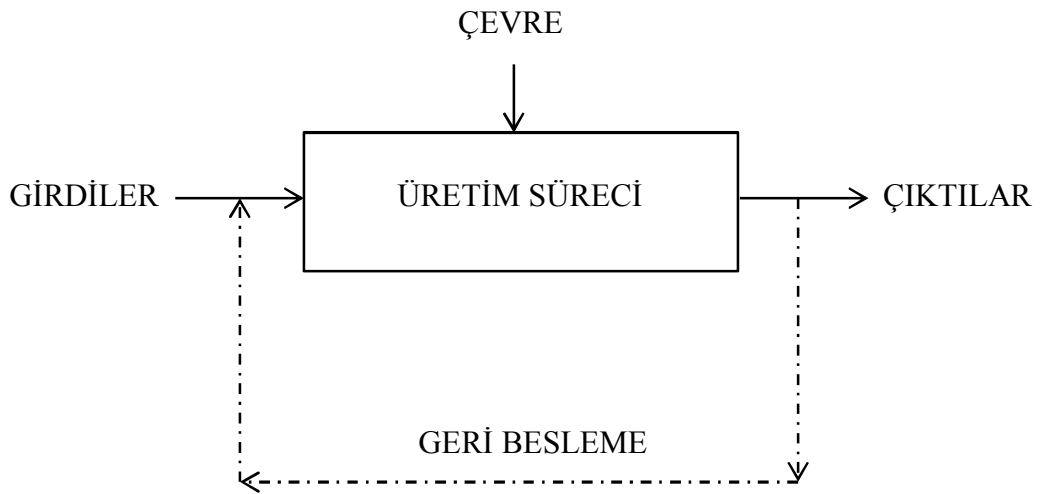 ÇEVRE
GİRDİLER
ÜRETİM SÜRECİ
ÇIKTILAR
GERİ BESLEME